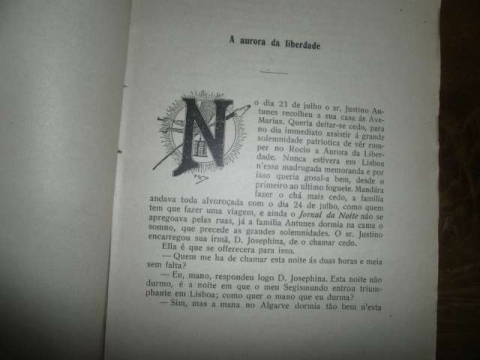 A aurora da liberdade
No dia 23 de julho o sr. Justino An-
tunes recolheu a sua casa ás Ave-
Marias. Queria deitar-se cedo, para
no dia immediato assistir á grande
solemnidade patriotica de vêr rom-
per no Rocio a Aurora da Liber-
dade. Nunca estivera em Lisboa
n'essa madrugada memoranda e por
isso queria gosal-a bem, desde o
primeiro ao ultimo foguete. Mandára
fazer o chá mais cedo, a familia
andava toda alvoroçada com o dia 24 de julho, como quem
tem que fazer uma viagem, e ainda o Jornal da Noite não se
apregoava pelas ruas, já a familia Antunes dormia na cama o
somno, que precede as grandes solemnidades. O sr. Justino
encarregou sua irmã, D. Josephina, de o chamar cedo.
Ella é que se offerecera para isso.
— Quem me ha de chamar esta noite ás duas horas e meia
sem falta?
— Eu, mano, respondeu logo D. Josephina. Esta noite não
durmo, é a noite em que o meu Segismundo entrou trium-
phante em Lisboa; como quer o mano que eu durma?
— Sim, mas a mana no Algarve dormia tão bem n'esta